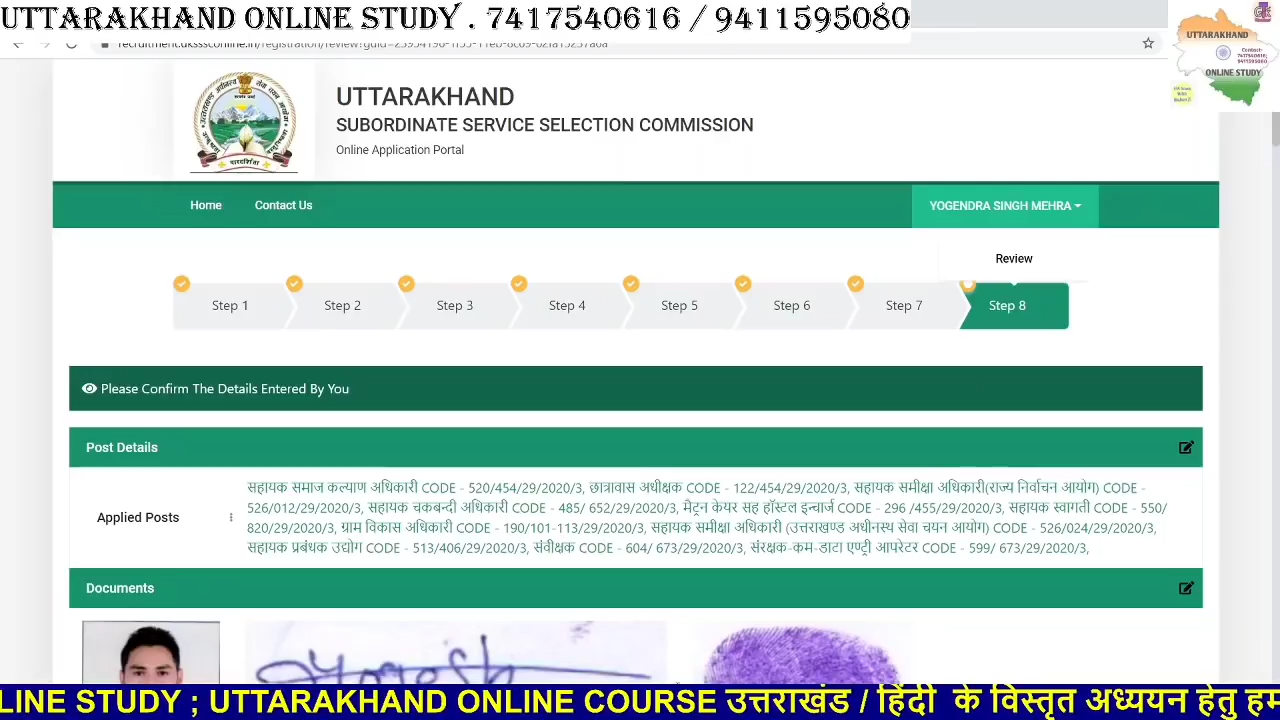 UTTARAKHAND ONLINE STUDY . 7417540616 / 9411595080
UTTARAKHAND
Contact-
7417540616;
9411595080
ONLINE STUDY
UTTARAKHAND
SUBORDINATE SERVICE SELECTION COMMISSION
Online Application Portal
Home
Contact Us
YOGENDRA SINGH MEHRA
Review
Step 1
Step 2
Step 3
Step 4
Step 5
Step 6
Step 7
Step 8
Please Confirm The Details Entered By You
Post Details
Applied Posts
सहायक समाज कल्याण अधिकारी CODE - 520/454/29/2020/3, छात्रावास अधीक्षक CODE - 122/454/29/2020/3, सहायक समीक्षा अधिकारी(राज्य निर्वाचन आयोग) CODE -
526/012/29/2020/3, सहायक चकबन्दी अधिकारी CODE - 485/ 652/29/2020/3, मैट्रन केयर सह हॉस्टल इन्चार्ज CODE - 296 /455/29/2020/3, सहायक स्वागती CODE - 550/
820/29/2020/3, ग्राम विकास अधिकारी CODE - 190/101-113/29/2020/3, सहायक समीक्षा अधिकारी (उत्तराखण्ड अधीनस्थ सेवा चयन आयोग) CODE - 526/024/29/2020/3,
सहायक प्रबंधक उद्योग CODE - 513/406/29/2020/3, संवीक्षक CODE - 604/ 673/29/2020/3, संरक्षक-कम-डाटा एण्ट्री आपरेटर CODE - 599/ 673/29/2020/3,
Documents
LINE STUDY ; UTTARAKHAND ONLINE COURSE उत्तराखंड / हिंदी के विस्तृत अध्ययन हेतु हम